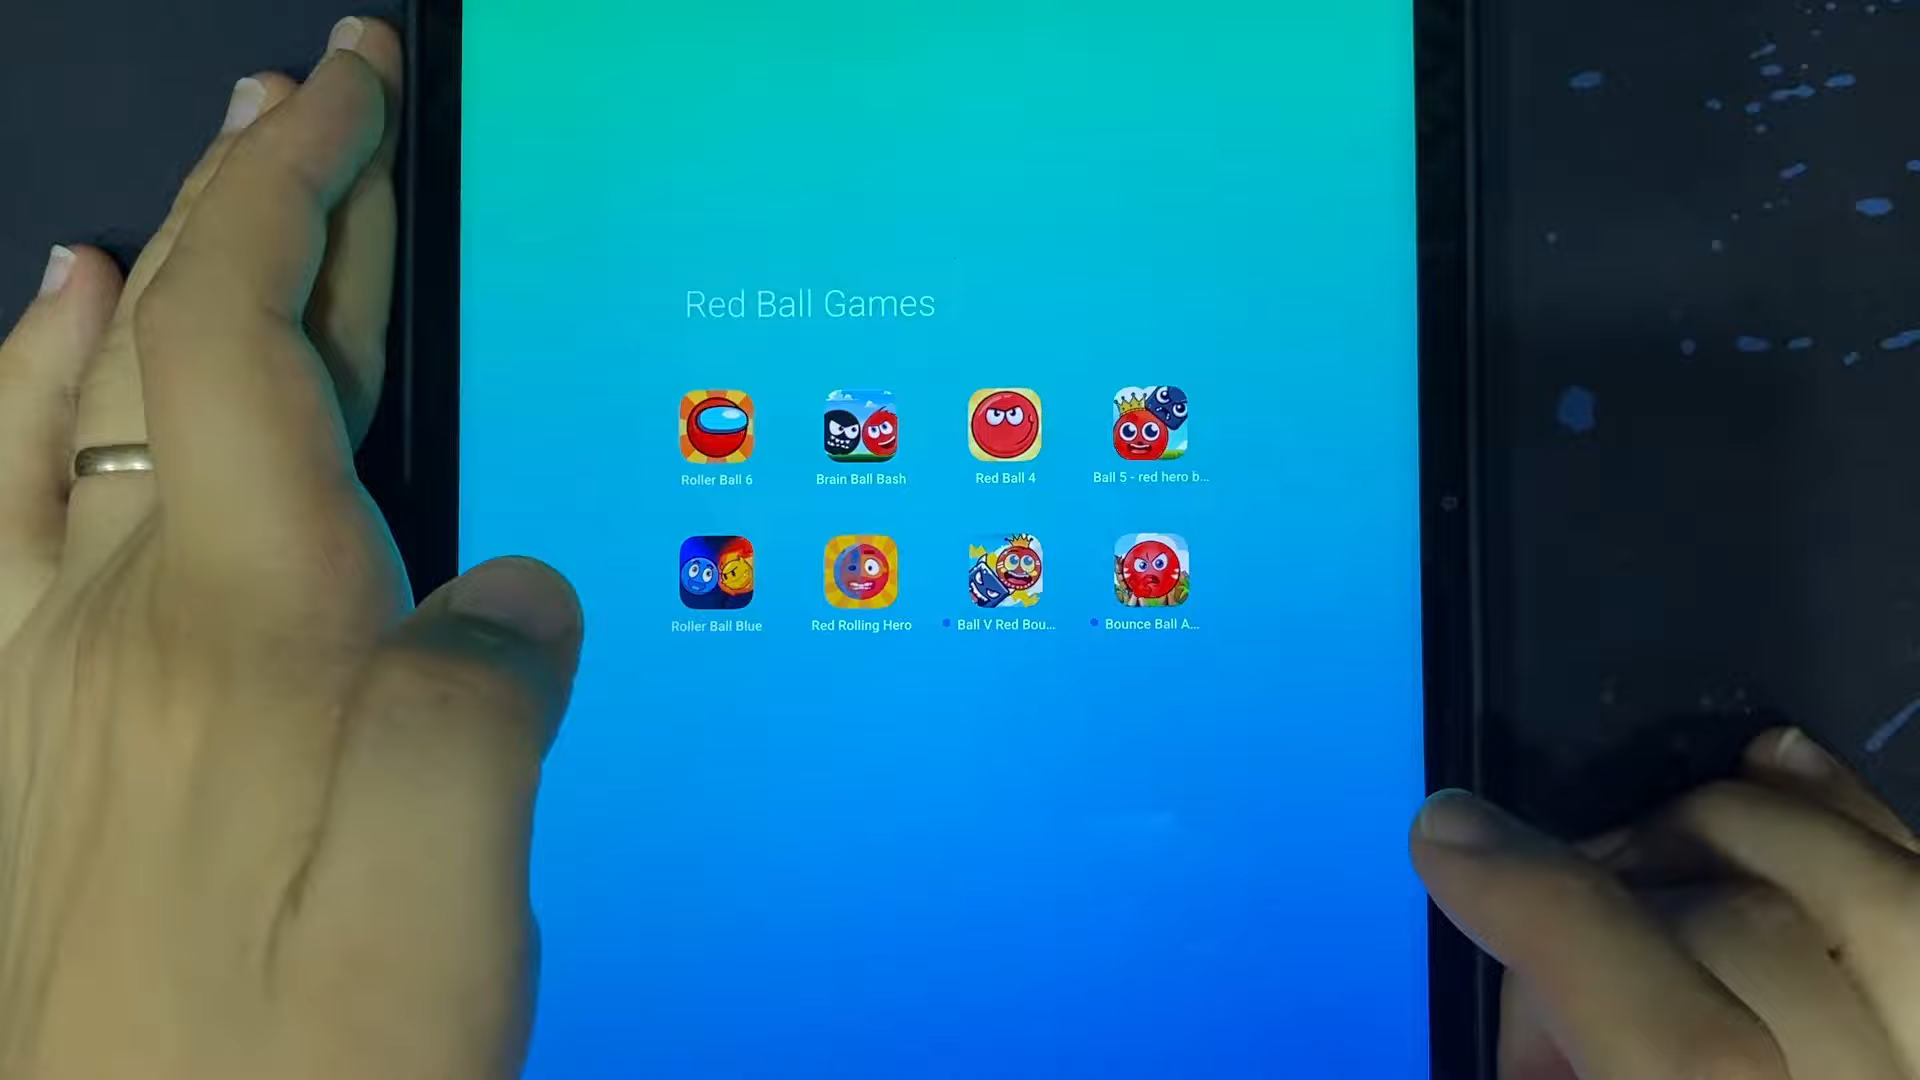 Red Ball Games
Roller Ball 6
Brain Ball Bash
Red Ball 4
Ball 5 - red hero b...
Roller Ball Blue
Red Rolling Hero
Ball V Red Bou...
Bounce Ball A...